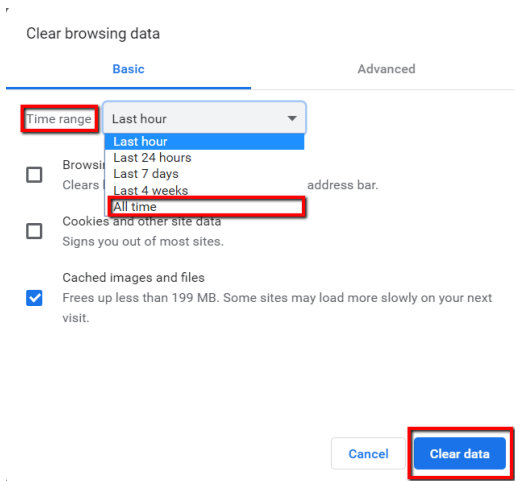 Clear browsing data
Basic
Advanced
Time range
Last hour
Last hour
Last 24 hours
Last 7 days
Last 4 weeks
All time
Clears
address bar.
Cookies and other site data
Signs you out of most sites.
Cached images and files
Frees up less than 199 MB. Some sites may load more slowly on your next
visit.
Cancel
Clear data